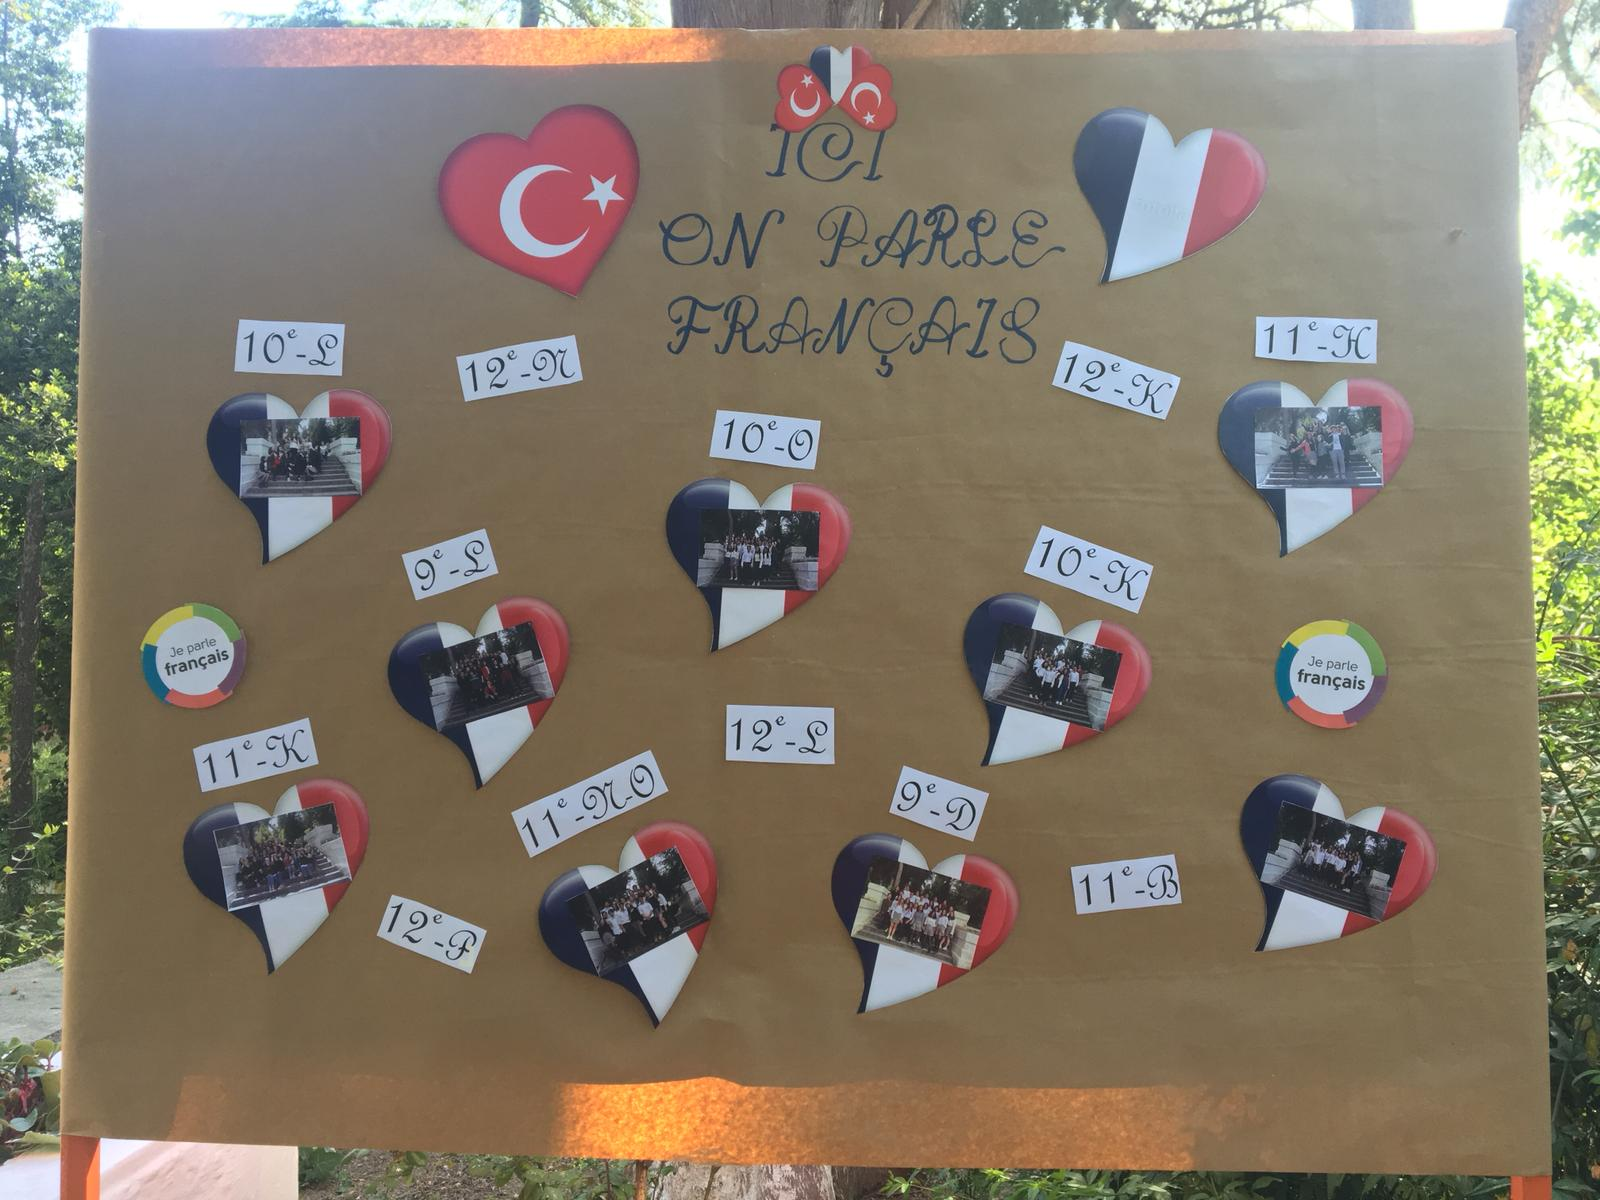 ICI
ON PARLE
FRANÇAIS
10e-L
12e-N
12e-K
11e-H
10e-O
9e-L
10e-K
Je parle
français
Je parle
français
11e-K
11e-NO
12e-L
9e-D
12e-P
11e-B